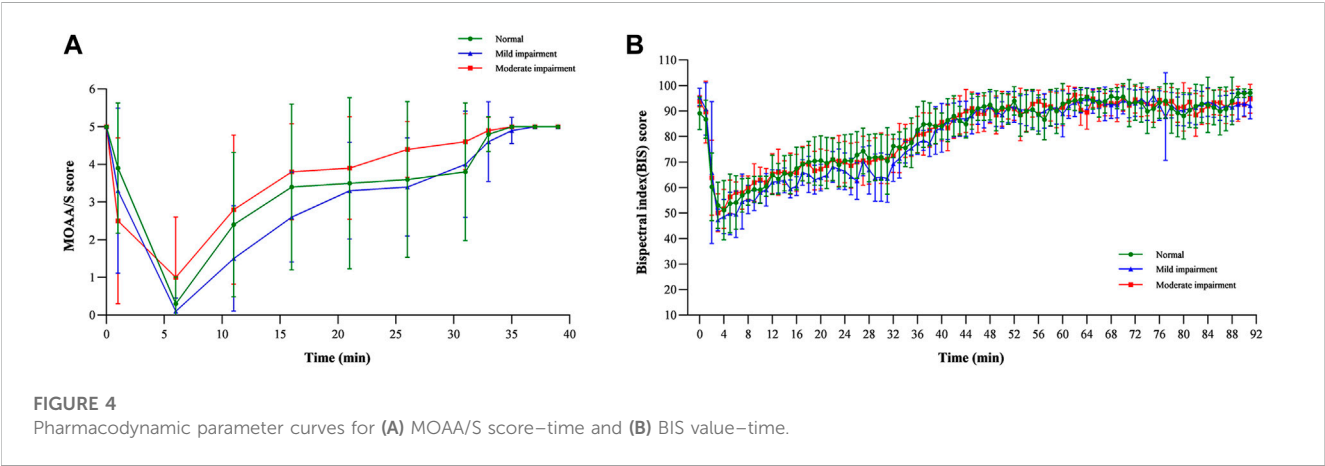 A
Normal
Mild impairment
Moderate impairment
MOAA/S score
6
5
4
3
2
1
0
0 5 10 15 20 25 30 35 40
Time (min)
B
Bispectral index(BIS) score
110
100
90
80
70
60
50
40
30
20
10
Normal
Mild impairment
Moderate impairment
0 4 8 12 16 20 24 28 32 36 40 44 48 52 56 60 64 68 72 76 80 84 88 92
Time (min)
FIGURE 4
Pharmacodynamic parameter curves for (A) MOAA/S score–time and (B) BIS value–time.